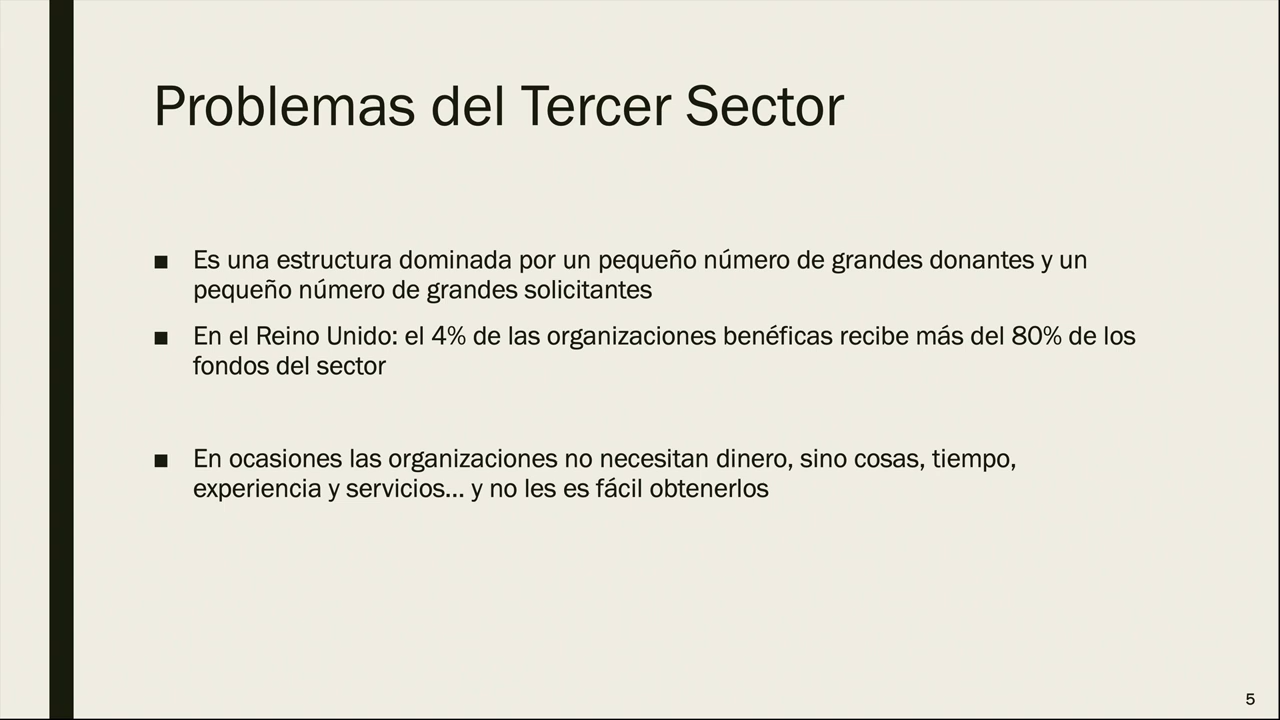 Problemas del Tercer Sector
■ Es una estructura dominada por un pequeño número de grandes donantes y un
pequeño número de grandes solicitantes
■ En el Reino Unido: el 4% de las organizaciones benéficas recibe más del 80% de los
fondos del sector
■ En ocasiones las organizaciones no necesitan dinero, sino cosas, tiempo,
experiencia y servicios... y no les es fácil obtenerlos
5